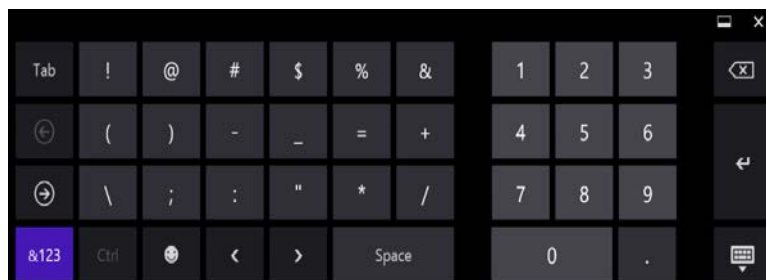 Tab ! @ # $ % & 1 2 3
( ) - _ = + 4 5 6
\ ; : " * / 7 8 9
&123 Ctrl < > Space 0 .